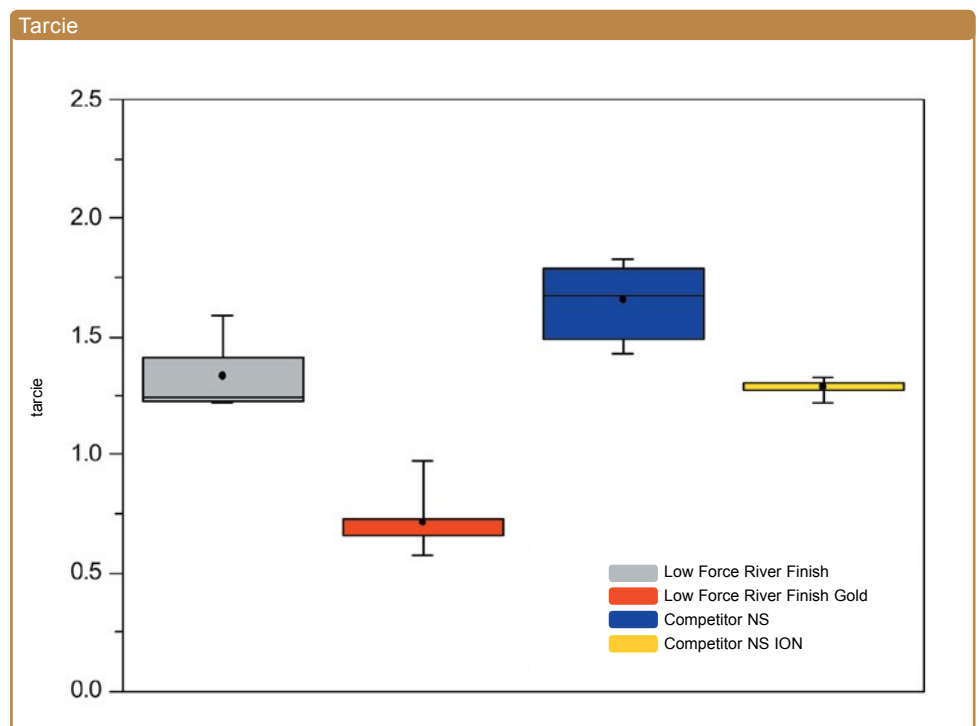 Tarcie
2.5
2.0
1.5
1.0
0.5
0.0
tarcie
Low Force River Finish
Low Force River Finish Gold
Competitor NS
Competitor NS ION